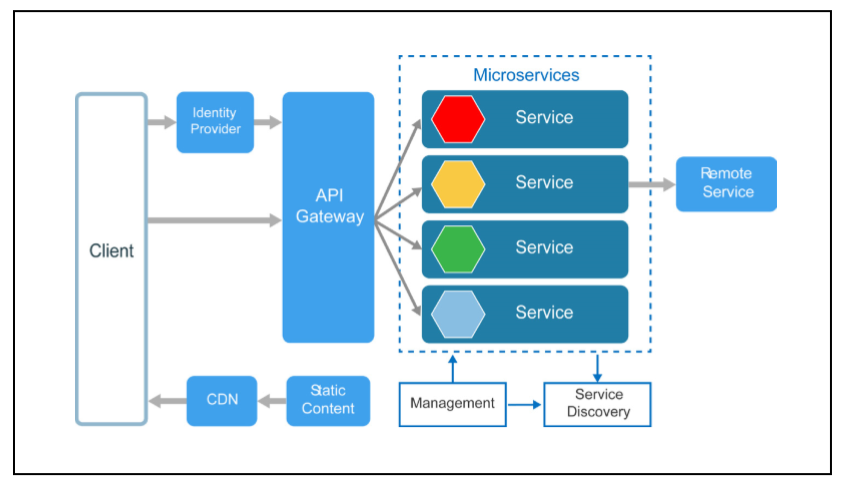 Microservices
Identity
Provider
Service
Remote
Service
Service
API
Gateway
Client
Service
Service
CDN
Static
Content
Management
Service
Discovery